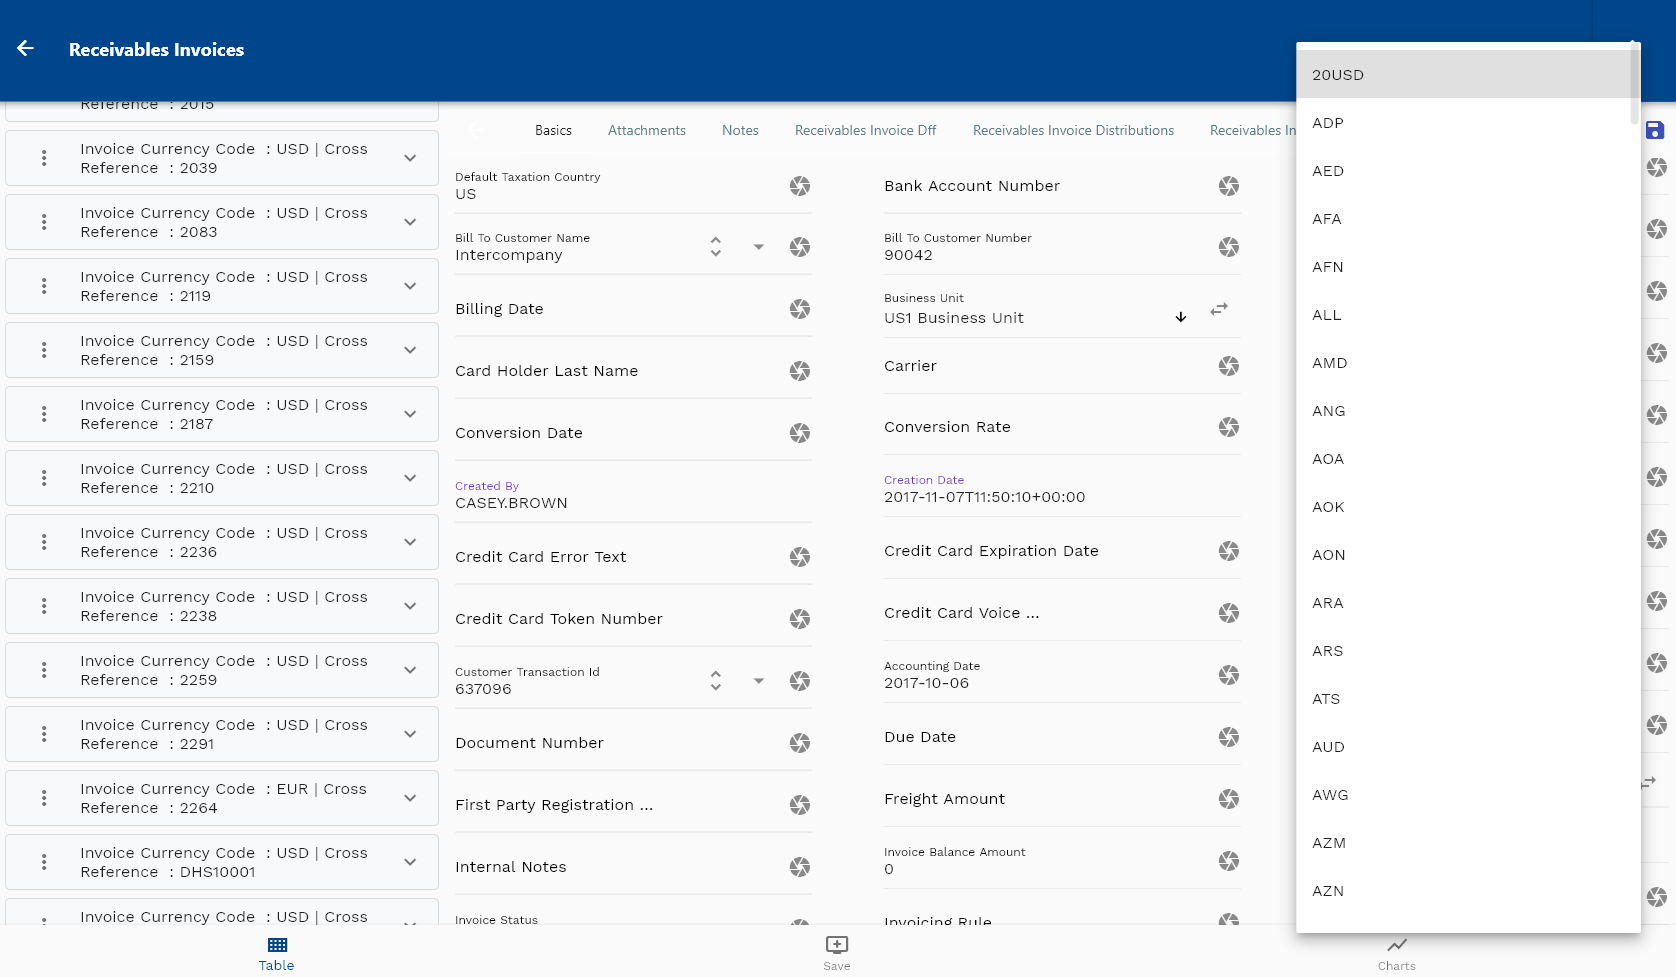 Receivables Invoices
Reference : 2015
Invoice Currency Code : USD | Cross
Reference : 2039
Invoice Currency Code : USD | Cross
Reference : 2083
Invoice Currency Code : USD | Cross
Reference : 2119
Invoice Currency Code : USD | Cross
Reference : 2159
Invoice Currency Code : USD | Cross
Reference : 2187
Invoice Currency Code : USD | Cross
Reference : 2210
Invoice Currency Code : USD | Cross
Reference : 2236
Invoice Currency Code : USD | Cross
Reference : 2238
Invoice Currency Code : USD | Cross
Reference : 2259
Invoice Currency Code : USD | Cross
Reference : 2291
Invoice Currency Code : EUR | Cross
Reference : 2264
Invoice Currency Code : USD | Cross
Reference : DHS10001
Invoice Currency Code : USD | Cross
Basics Attachments Notes Receivables Invoice Dff Receivables Invoice Distributions Receivables In
Default Taxation Country
US
Bill To Customer Name
Intercompany
Billing Date
Card Holder Last Name
Conversion Date
Created By
CASEY.BROWN
Credit Card Error Text
Credit Card Token Number
Customer Transaction Id
637096
Document Number
First Party Registration ...
Internal Notes
Invoice Status
Bank Account Number
Bill To Customer Number
90042
Business Unit
US1 Business Unit
Carrier
Conversion Rate
Creation Date
2017-11-07T11:50:10+00:00
Credit Card Expiration Date
Credit Card Voice ...
Accounting Date
2017-10-06
Due Date
Freight Amount
Invoice Balance Amount
0
Invoicing Rule
20USD
ADP
AED
AFA
AFN
ALL
AMD
ANG
AOA
AOK
AON
ARA
ARS
ATS
AUD
AWG
AZM
AZN
Table
Save
Charts